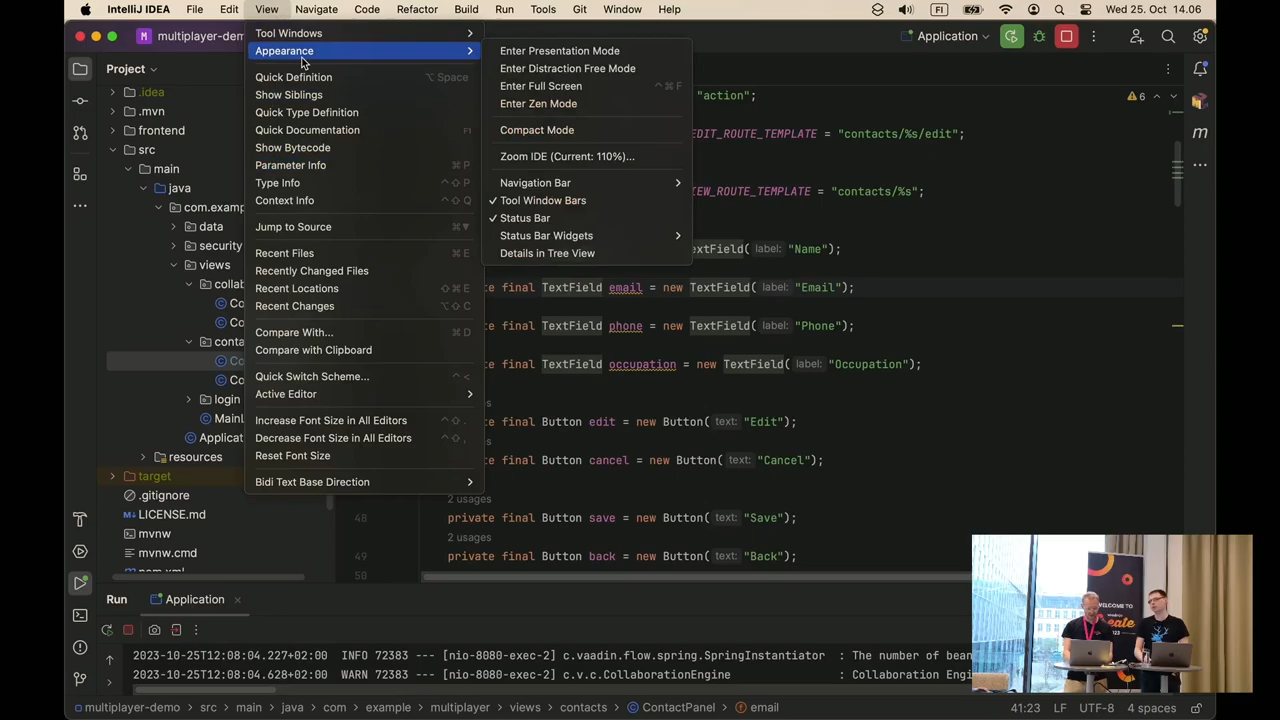 IntelliJ IDEA File Edit View Navigate Code Refactor Build Run Tools Git Window Help FI Wed 25. Oct 14.06
M multiplayer-dem
Application
Project
.idea
.mvn
frontend
src
main
java
com.examp
data
security
views
collab
Co
Co
conta
Co
Co
login
MainL
Applicat
resources
target
.gitignore
LICENSE.md
mvnw
mvnw.cmd
Tool Windows
Appearance
Quick Definition ⌥ Space
Show Siblings
Quick Type Definition
Quick Documentation F1
Show Bytecode
Parameter Info ⌘ P
Type Info ⌃⇧ P
Context Info ⌃⇧ Q
Jump to Source ⌘▼
Recent Files ⌘ E
Recently Changed Files
Recent Locations ⇧⌘ E
Recent Changes ⌥⇧ C
Compare With... ⌘ D
Compare with Clipboard
Quick Switch Scheme... ⌃ <
Active Editor
Increase Font Size in All Editors ⌃⇧ .
Decrease Font Size in All Editors ⌃⇧ ,
Reset Font Size
Bidi Text Base Direction
Enter Presentation Mode
Enter Distraction Free Mode
Enter Full Screen ⌃⌘ F
Enter Zen Mode
Compact Mode
Zoom IDE (Current: 110%)...
Navigation Bar
✓ Tool Window Bars
✓ Status Bar
Status Bar Widgets
Details in Tree View
"action";
6
EDIT_ROUTE_TEMPLATE = "contacts/%s/edit";
IEW_ROUTE_TEMPLATE = "contacts/%s";
extField( label: "Name");
te final TextField email = new TextField( label: "Email");
te final TextField phone = new TextField( label: "Phone");
te final TextField occupation = new TextField( label: "Occupation");
s
te final Button edit = new Button( text: "Edit");
s
te final Button cancel = new Button( text: "Cancel");
2 usages
48 private final Button save = new Button( text: "Save");
2 usages
49 private final Button back = new Button( text: "Back");
50
m
WELCOME TO
Create
Run Application
2023-10-25T12:08:04.227+02:00 INFO 72383 --- [nio-8080-exec-2] c.vaadin.flow.spring.SpringInstantiator : The number of bean
2023-10-25T12:08:04.628+02:00 WARN 72383 --- [nio-8080-exec-2] c.v.c.CollaborationEngine : Collaboration Eng
multiplayer-demo > src > main > java > com > example > multiplayer > views > contacts > ContactPanel > email 41:23 LF UTF-8 4 spaces